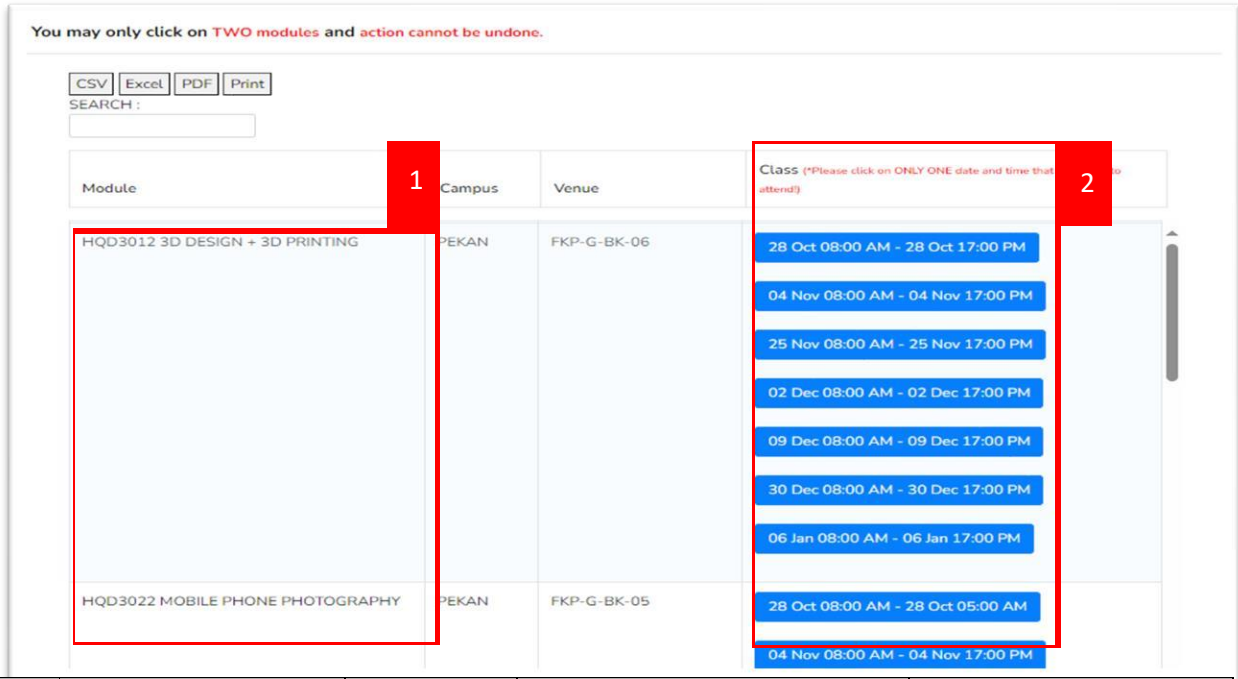 You may only click on TWO modules and action cannot be undone.
CSV Excel PDF Print
SEARCH :
Module 1 Campus Venue Class (*Please click on ONLY ONE date and time that 2 to
attend!)
HQD3012 3D DESIGN + 3D PRINTING PEKAN FKP-G-BK-06 28 Oct 08:00 AM - 28 Oct 17:00 PM
04 Nov 08:00 AM - 04 Nov 17:00 PM
25 Nov 08:00 AM - 25 Nov 17:00 PM
02 Dec 08:00 AM - 02 Dec 17:00 PM
09 Dec 08:00 AM - 09 Dec 17:00 PM
30 Dec 08:00 AM - 30 Dec 17:00 PM
06 Jan 08:00 AM - 06 Jan 17:00 PM
HQD3022 MOBILE PHONE PHOTOGRAPHY PEKAN FKP-G-BK-05 28 Oct 08:00 AM - 28 Oct 05:00 AM
04 Nov 08:00 AM - 04 Nov 17:00 PM